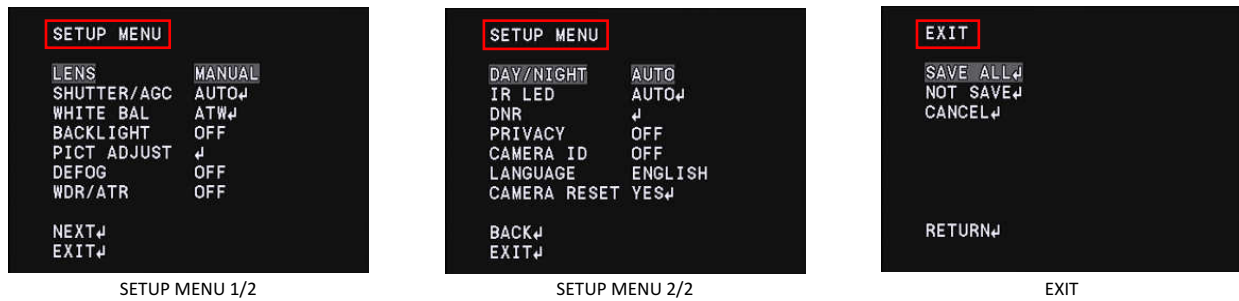 SETUP MENU
LENS MANUAL
SHUTTER/AGC AUTO↵
WHITE BAL ATW↵
BACKLIGHT OFF
PICT ADJUST ↵
DEFOG OFF
WDR/ATR OFF
NEXT↵
EXIT↵
SETUP MENU 1/2
SETUP MENU
DAY/NIGHT AUTO
IR LED AUTO↵
DNR ↵
PRIVACY OFF
CAMERA ID OFF
LANGUAGE ENGLISH
CAMERA RESET YES↵
BACK↵
EXIT↵
SETUP MENU 2/2
EXIT
SAVE ALL↵
NOT SAVE↵
CANCEL↵
RETURN↵
EXIT